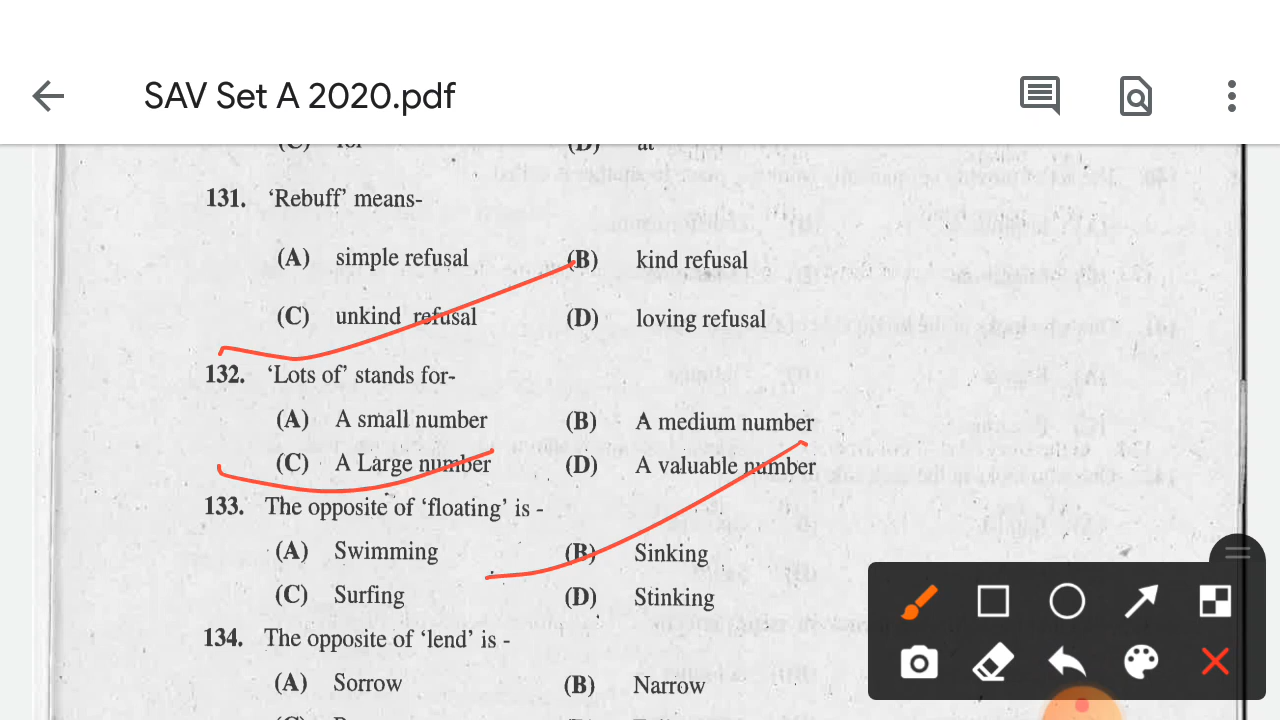 SAV Set A 2020.pdf
131. 'Rebuff' means-
(A) simple refusal (B) kind refusal
(C) unkind refusal (D) loving refusal
132. 'Lots of' stands for-
(A) A small number (B) A medium number
(C) A Large number (D) A valuable number
133. The opposite of 'floating' is -
(A) Swimming (B) Sinking
(C) Surfing (D) Stinking
134. The opposite of 'lend' is -
(A) Sorrow (B) Narrow